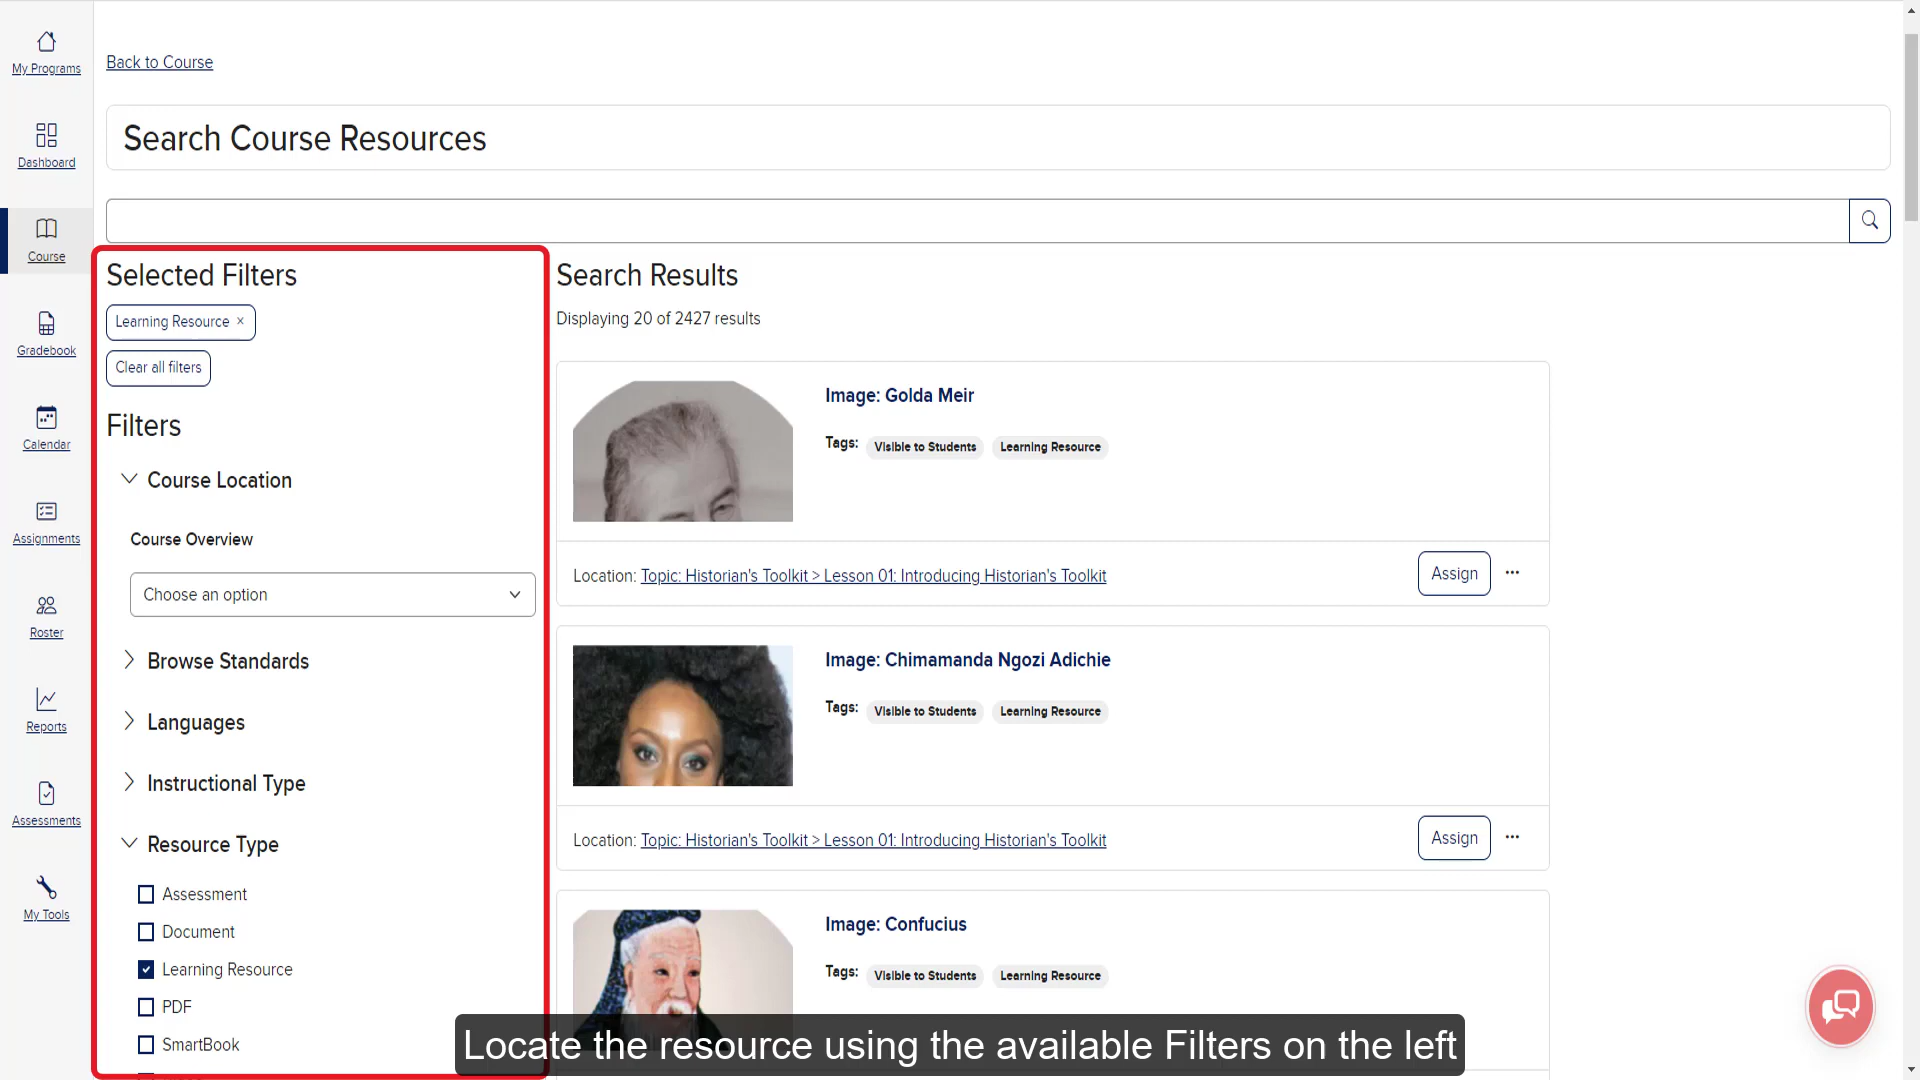 My Programs
Dashboard
Course
Gradebook
Calendar
Assignments
Roster
Reports
Assessments
My Tools
Back to Course
Search Course Resources
Selected Filters
Learning Resource ×
Clear all filters
Filters
Course Location
Course Overview
Choose an option
Browse Standards
Languages
Instructional Type
Resource Type
Assessment
Document
Learning Resource
PDF
SmartBook
Search Results
Displaying 20 of 2427 results
Image: Golda Meir
Tags: Visible to Students Learning Resource
Location: Topic: Historian's Toolkit > Lesson 01: Introducing Historian's Toolkit
Assign
Image: Chimamanda Ngozi Adichie
Tags: Visible to Students Learning Resource
Location: Topic: Historian's Toolkit > Lesson 01: Introducing Historian's Toolkit
Assign
Image: Confucius
Tags: Visible to Students Learning Resource
Locate the resource using the available Filters on the left